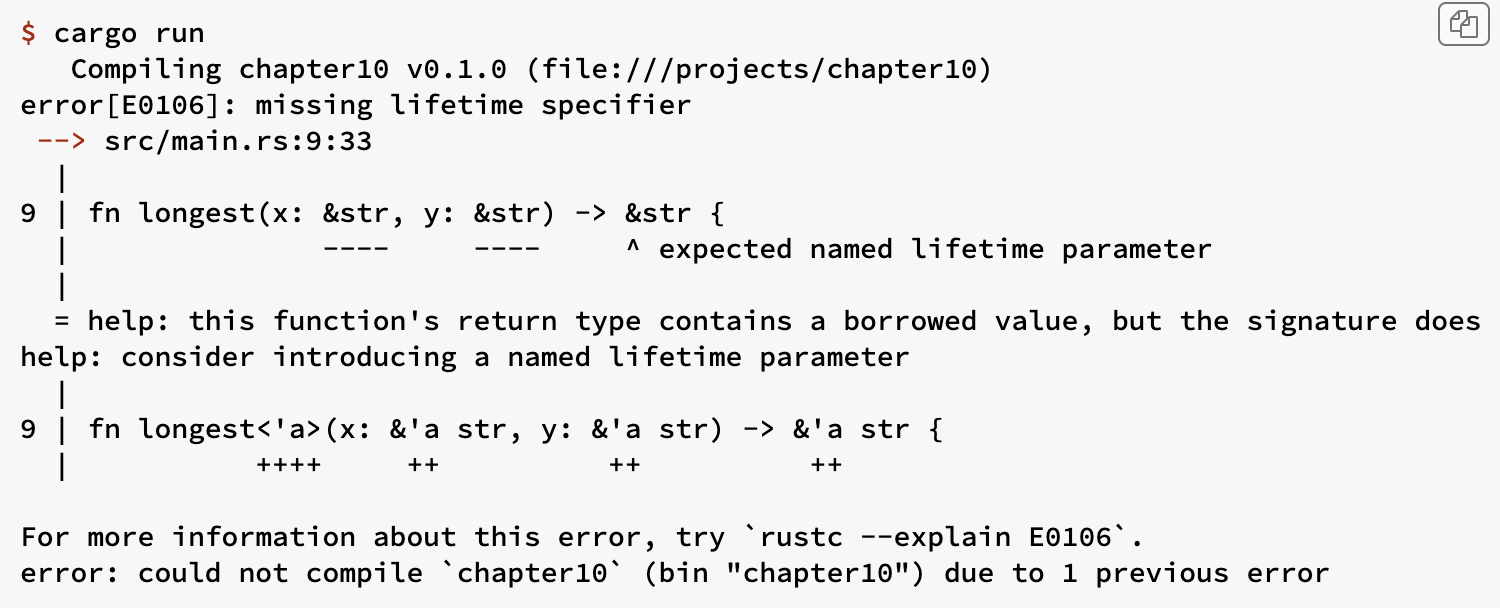 $ cargo run
   Compiling chapter10 v0.1.0 (file:///projects/chapter10)
error[E0106]: missing lifetime specifier
 --> src/main.rs:9:33
  |
9 | fn longest(x: &str, y: &str) -> &str {
  |               ----     ----     ^ expected named lifetime parameter
  |
  = help: this function's return type contains a borrowed value, but the signature does
help: consider introducing a named lifetime parameter
  |
9 | fn longest<'a>(x: &'a str, y: &'a str) -> &'a str {
  |           ++++     ++          ++          ++

For more information about this error, try `rustc --explain E0106`.
error: could not compile `chapter10` (bin "chapter10") due to 1 previous error